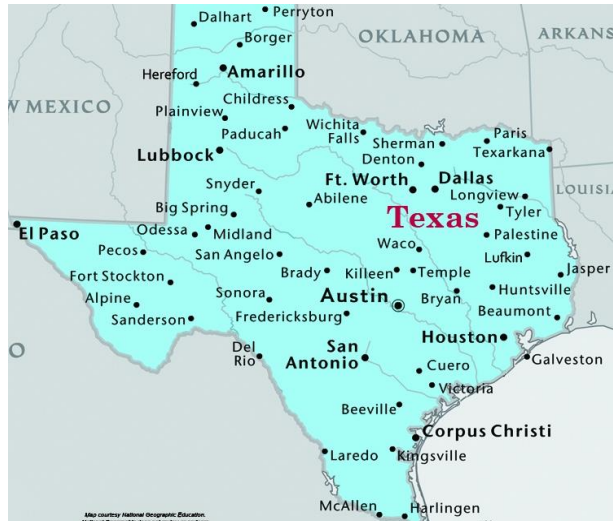 Perryton
Dalhart
Borger
OKLAHOMA
ARKANS
Hereford
Amarillo
W MEXICO
Plainview
Childress
Paducah
Wichita
Falls
Sherman
Paris
Texarkana
Denton
Lubbock
Snyder
Ft. Worth
Dallas
Longview
LOUISIA
Abilene
Big Spring
Texas
Tyler
El Paso
Odessa
Midland
Waco
Palestine
Pecos
San Angelo
Lufkin
Jasper
Fort Stockton
Brady
Killeen
Temple
Alpine
Sonora
Austin
Bryan
Huntsville
Sanderson
Fredericksburg
Beaumont
Del
Rio
San
Antonio
Houston
Galveston
Cuero
Victoria
Beeville
Corpus Christi
Laredo
Kingsville
McAllen
Harlingen
O
Map courtesy National Geographic Education.